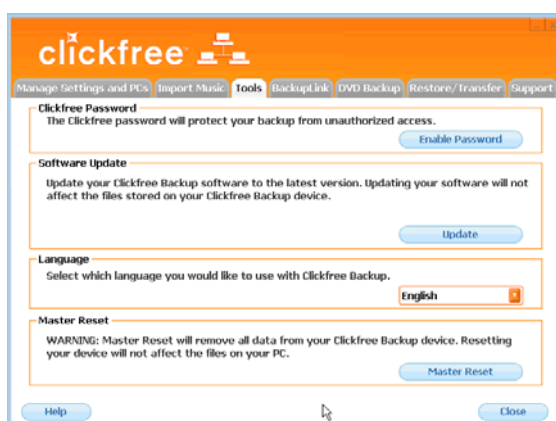 clickfree
Manage Settings and PCs Import Music Tools BackupLink DVD Backup Restore/Transfer Support
Clickfree Password
The Clickfree password will protect your backup from unauthorized access.
Enable Password
Software Update
Update your Clickfree Backup software to the latest version. Updating your software will not
affect the files stored on your Clickfree Backup device.
Update
Language
Select which language you would like to use with Clickfree Backup.
English
Master Reset
WARNING: Master Reset will remove all data from your Clickfree Backup device. Resetting
your device will not affect the files on your PC.
Master Reset
Help Close